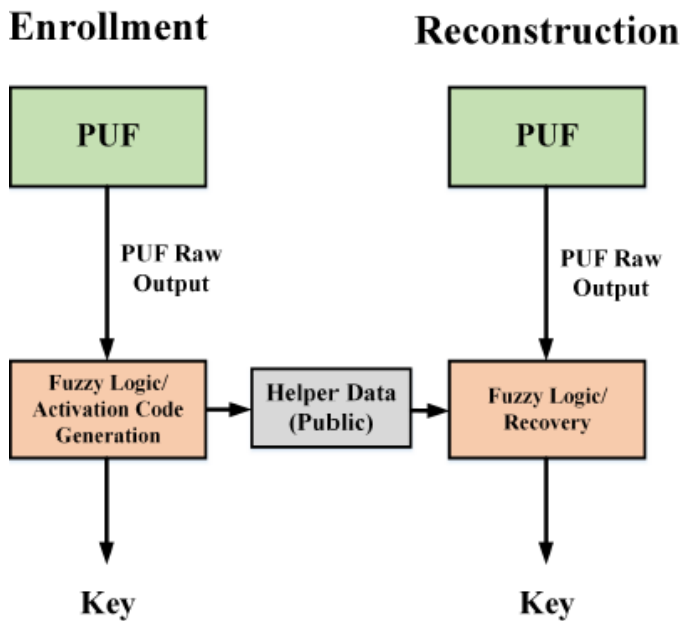 Enrollment
Reconstruction
PUF
PUF
PUF Raw
Output
PUF Raw
Output
Fuzzy Logic/
Activation Code
Generation
Helper Data
(Public)
Fuzzy Logic/
Recovery
Key
Key